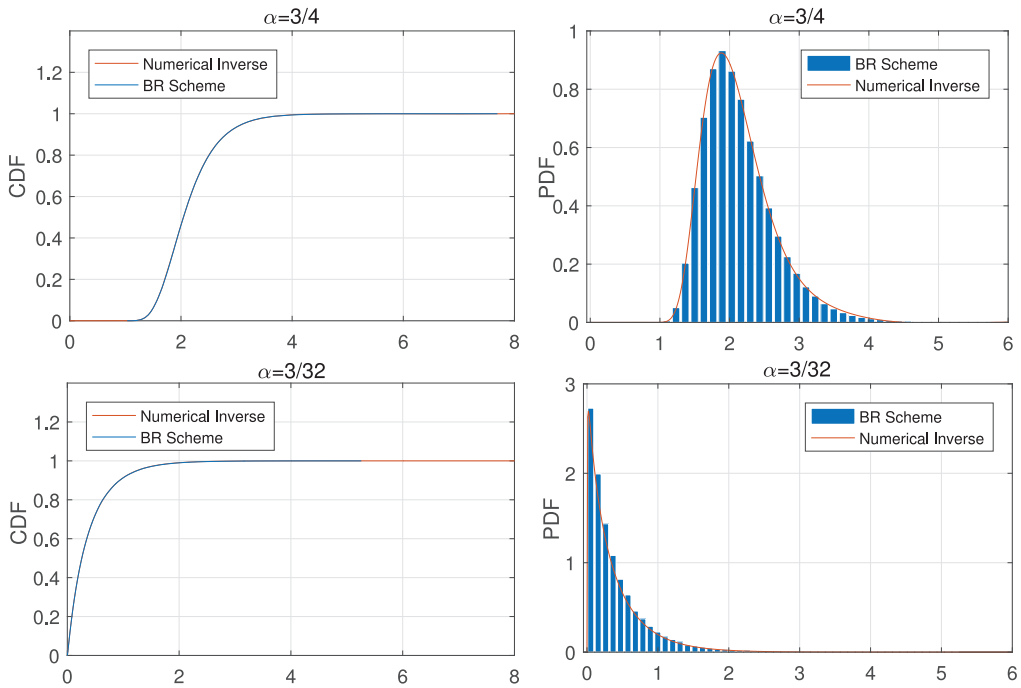 α=3/4
CDF
1.2
1
0.8
0.6
0.4
0.2
0
Numerical Inverse
BR Scheme
0 2 4 6 8
α=3/4
PDF
1
0.8
0.6
0.4
0.2
0
BR Scheme
Numerical Inverse
0 1 2 3 4 5 6
α=3/32
CDF
1.2
1
0.8
0.6
0.4
0.2
0
Numerical Inverse
BR Scheme
0 2 4 6 8
α=3/32
PDF
3
2
1
0
BR Scheme
Numerical Inverse
0 1 2 3 4 5 6